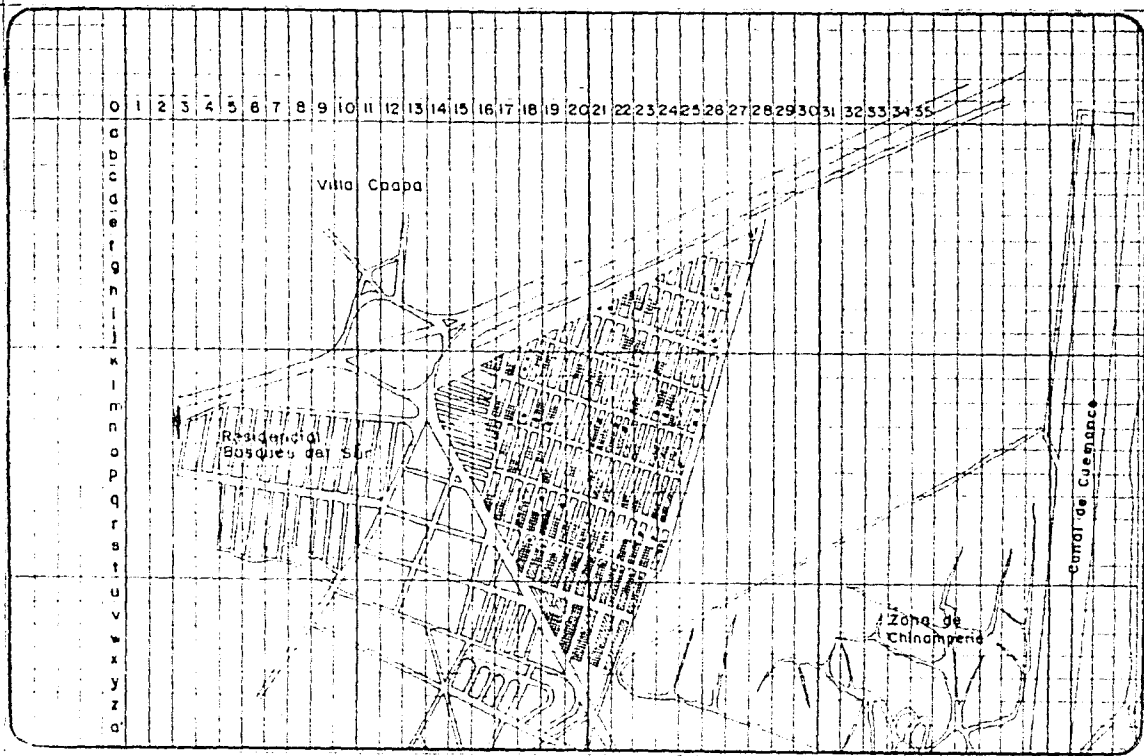 0 1 2 3 4 5 6 7 8 9 10 11 12 13 14 15 16 17 18 19 20 21 22 23 24 25 26 27 28 29 30 31 32 33 34 35
a
b
c
d
e
f
g
h
i
j
k
l
m
n
o
p
q
r
s
t
u
v
w
x
y
z
a'
Villa Coapa
Residencial
Bosques del Sur
Canal de Cuemanco
Zona de
Chinamperia